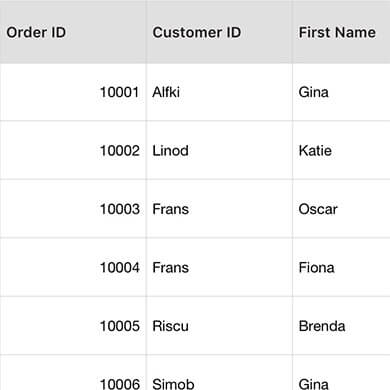 Order ID Customer ID First Name
10001 Alfki Gina
10002 Linod Katie
10003 Frans Oscar
10004 Frans Fiona
10005 Riscu Brenda
10006 Simob Gina